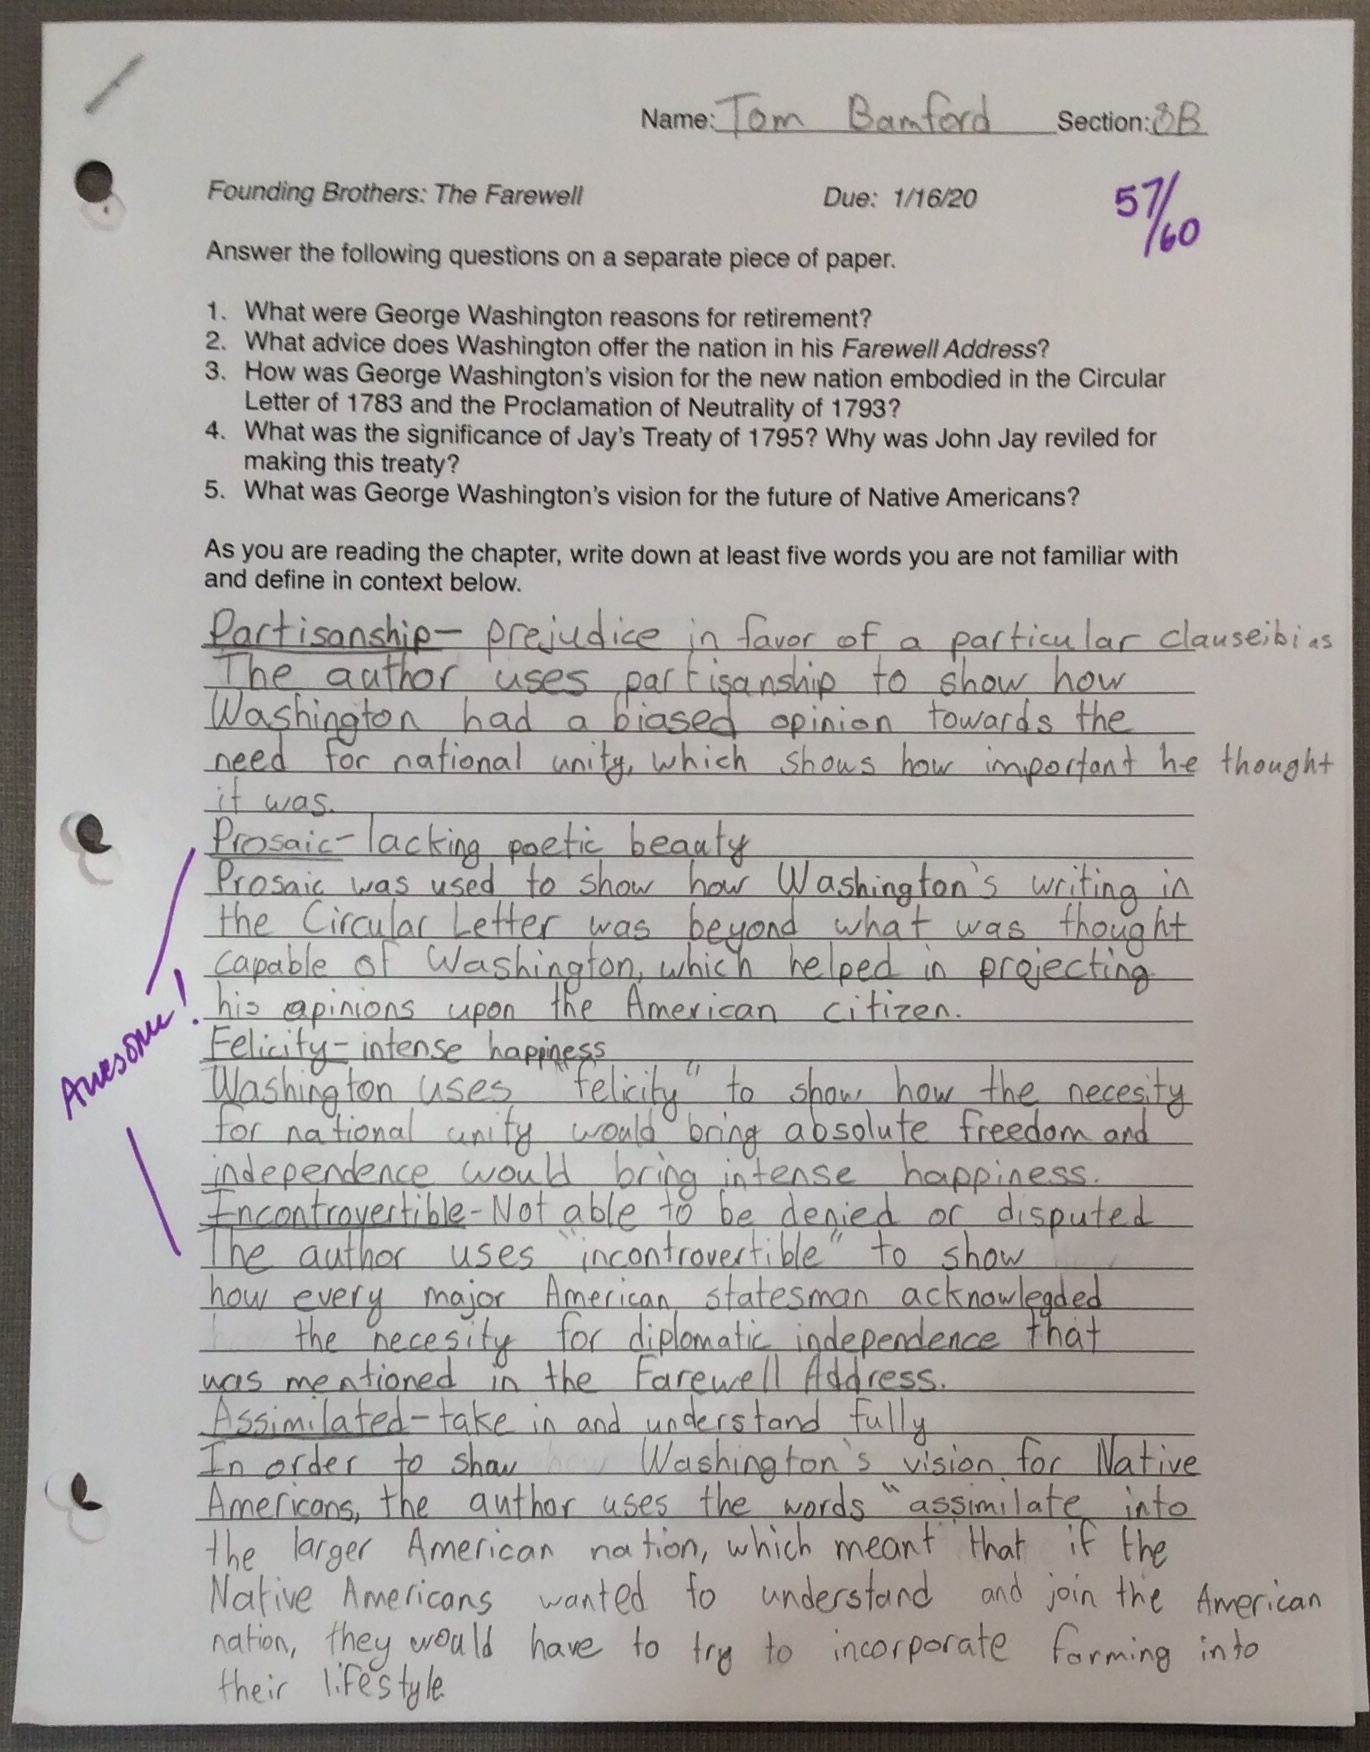 Name: Tom Bamford Section: 8B
Founding Brothers: The Farewell Due: 1/16/20
57/60
Answer the following questions on a separate piece of paper.
1. What were George Washington reasons for retirement?
2. What advice does Washington offer the nation in his Farewell Address?
3. How was George Washington's vision for the new nation embodied in the Circular
Letter of 1783 and the Proclamation of Neutrality of 1793?
4. What was the significance of Jay's Treaty of 1795? Why was John Jay reviled for
making this treaty?
5. What was George Washington's vision for the future of Native Americans?
As you are reading the chapter, write down at least five words you are not familiar with
and define in context below.
Partisanship- prejudice in favor of a particular clause;bias
The author uses partisanship to show how
Washington had a biased opinion towards the
need for national unity, which shows how important he thought
it was.
Prosaic- lacking poetic beauty
Prosaic was used to show how Washington's writing in
the Circular Letter was beyond what was thought
capable of Washington, which helped in projecting
his opinions upon the American citizen.
Awesome!
Felicity- intense happiness
Washington uses "felicity" to show how the necesity
for national unity would bring absolute freedom and
independence would bring intense happiness.
Incontrovertible- Not able to be denied or disputed
The author uses "incontrovertible" to show
how every major American statesman acknowlegded
the necesity for diplomatic independence that
was mentioned in the Farewell Address.
Assimilated- take in and understand fully
In order to show Washington's vision for Native
Americans, the author uses the words "assimilate into
the larger American nation, which meant" that if the
Native Americans wanted to understand and join the American
nation, they would have to try to incorporate farming into
their lifestyle.